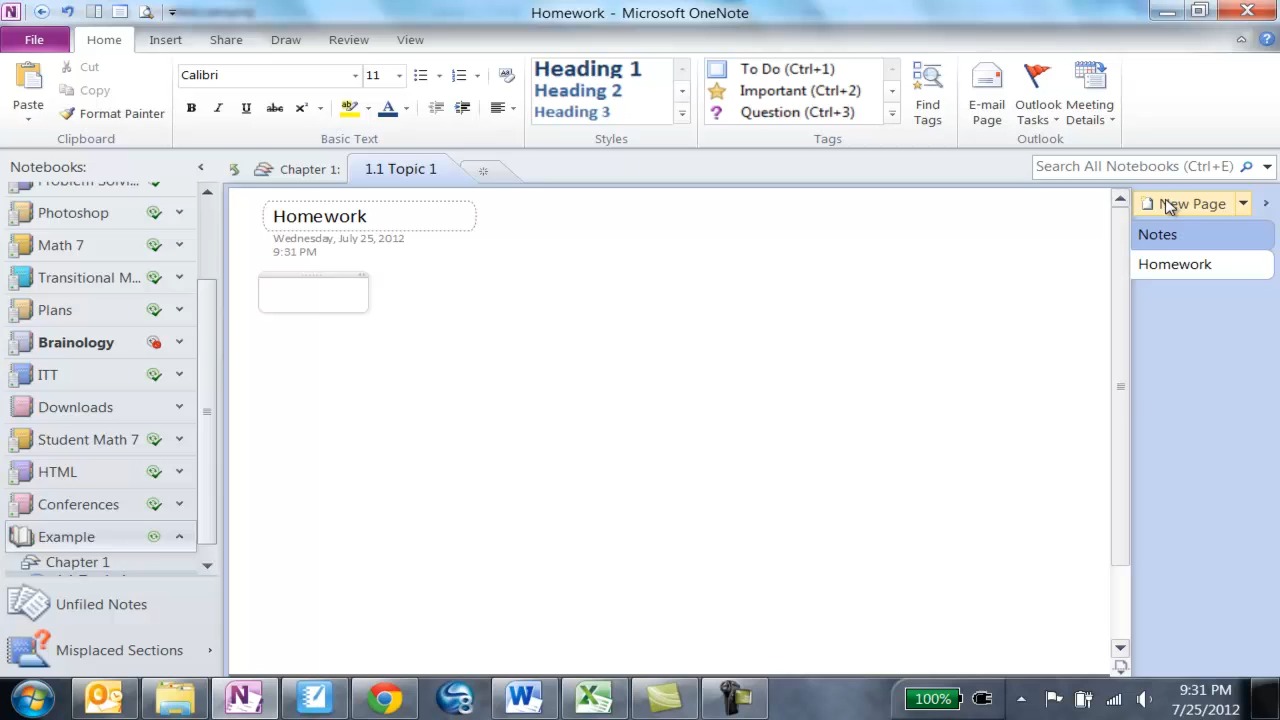 Homework - Microsoft OneNote
File Home Insert Share Draw Review View
Paste
Cut
Copy
Format Painter
Clipboard
Calibri 11
B I U abc x²
A
Basic Text
Heading 1
Heading 2
Heading 3
Styles
To Do (Ctrl+1)
Important (Ctrl+2)
? Question (Ctrl+3)
Tags
Find
Tags
E-mail
Page
Outlook
Tasks
Meeting
Details
Outlook
Notebooks:
Chapter 1:
1.1 Topic 1
Search All Notebooks (Ctrl+E)
Photoshop
Math 7
Transitional M...
Plans
Brainology
ITT
Downloads
Student Math 7
HTML
Conferences
Example
Chapter 1
Unfiled Notes
Misplaced Sections
Homework
Wednesday, July 25, 2012
9:31 PM
New Page
Notes
Homework
100%
9:31 PM
7/25/2012